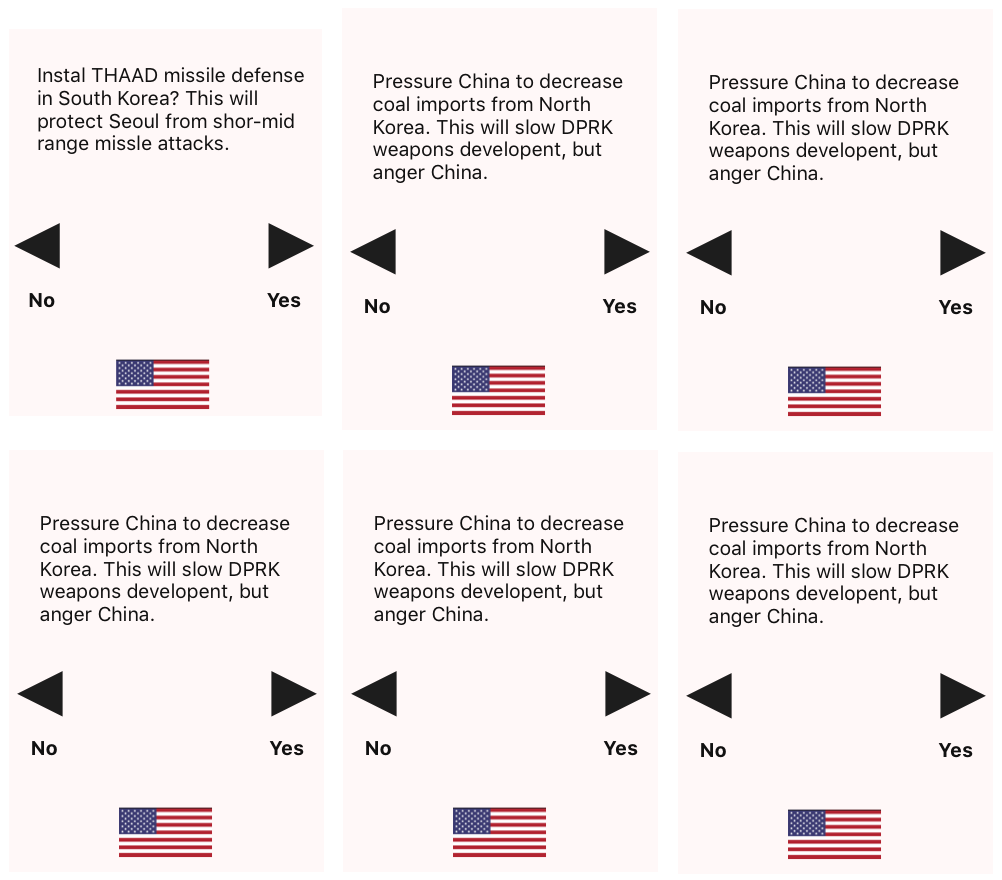 Instal THAAD missile defense
in South Korea? This will
protect Seoul from shor-mid
range missle attacks.
No
Yes
Pressure China to decrease
coal imports from North
Korea. This will slow DPRK
weapons developent, but
anger China.
No
Yes
Pressure China to decrease
coal imports from North
Korea. This will slow DPRK
weapons developent, but
anger China.
No
Yes
Pressure China to decrease
coal imports from North
Korea. This will slow DPRK
weapons developent, but
anger China.
No
Yes
Pressure China to decrease
coal imports from North
Korea. This will slow DPRK
weapons developent, but
anger China.
No
Yes
Pressure China to decrease
coal imports from North
Korea. This will slow DPRK
weapons developent, but
anger China.
No
Yes